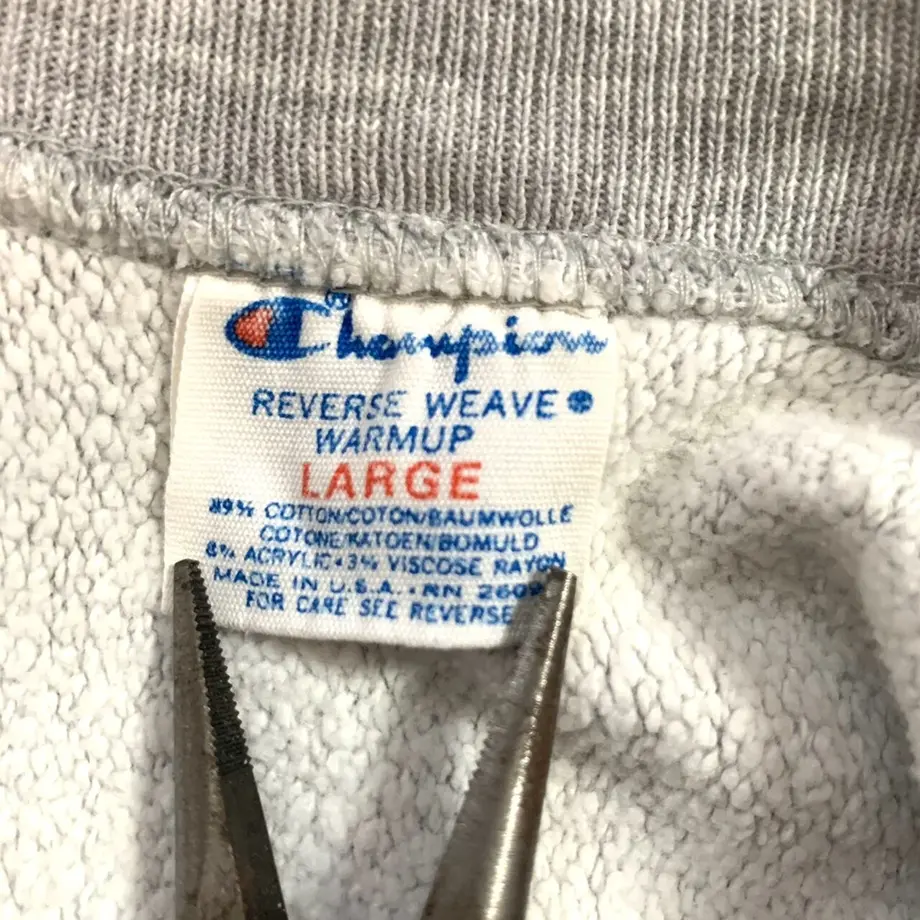 Champion®
REVERSE WEAVE®
WARMUP
LARGE
89% COTTON/COTON/BAUMWOLLE
COTONE/KATOEN/BOMULD
8% ACRYLIC • 3% VISCOSE RAYON
MADE IN U.S.A. • RN 2609
FOR CARE SEE REVERSE